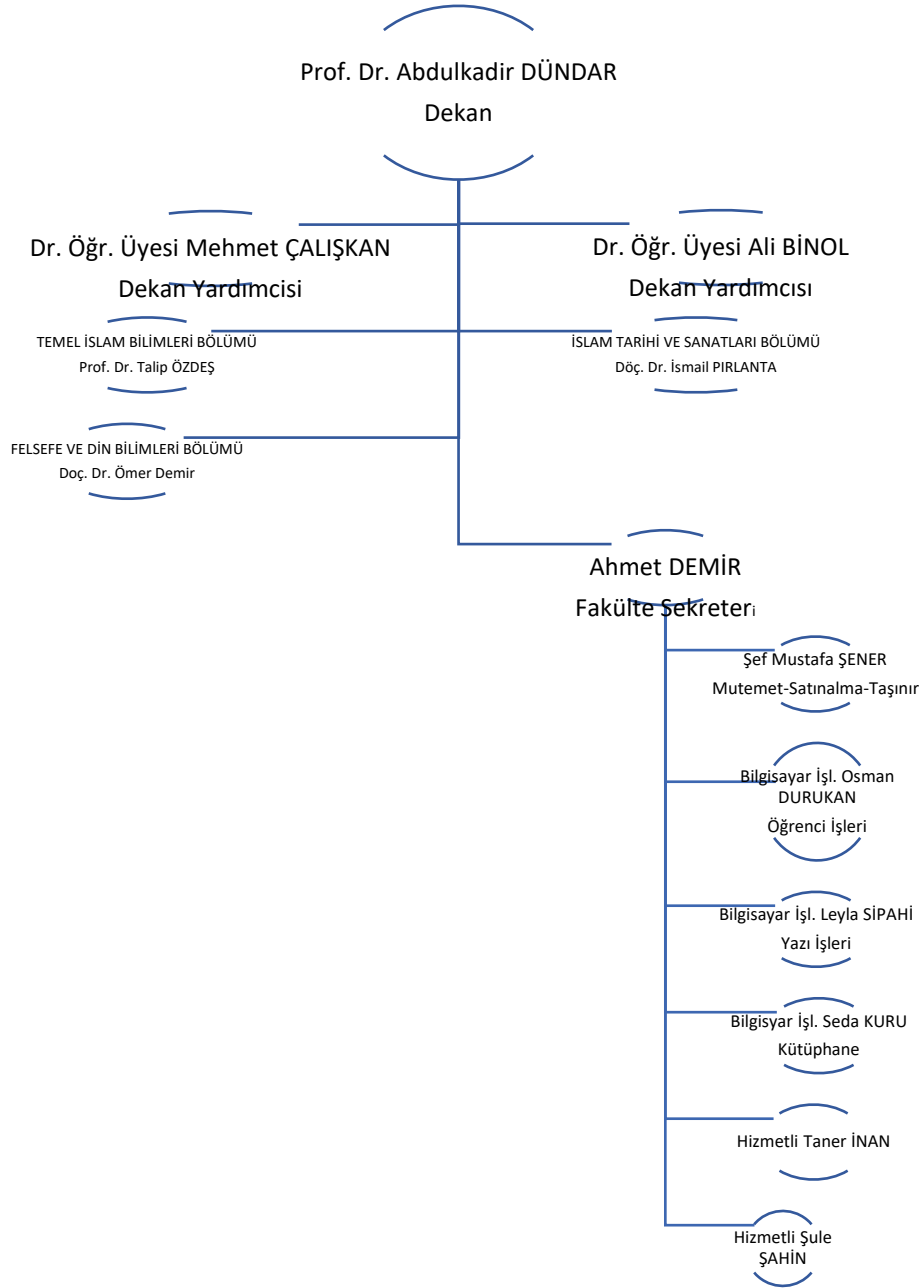 Prof. Dr. Abdulkadir DÜNDAR
Dekan
Dr. Öğr. Üyesi Mehmet ÇALIŞKAN
Dekan Yardımcisi
Dr. Öğr. Üyesi Ali BİNOL
Dekan Yardımcısı
TEMEL İSLAM BİLİMLERİ BÖLÜMÜ
Prof. Dr. Talip ÖZDEŞ
İSLAM TARİHİ VE SANATLARI BÖLÜMÜ
Döç. Dr. İsmail PIRLANTA
FELSEFE VE DİN BİLİMLERİ BÖLÜMÜ
Doç. Dr. Ömer Demir
Ahmet DEMİR
Fakülte Sekreteri
Şef Mustafa ŞENER
Mutemet-Satınalma-Taşınır
Bilgisayar İşl. Osman
DURUKAN
Öğrenci İşleri
Bilgisayar İşl. Leyla SİPAHİ
Yazı İşleri
Bilgisyar İşl. Seda KURU
Kütüphane
Hizmetli Taner İNAN
Hizmetli Şule
ŞAHİN